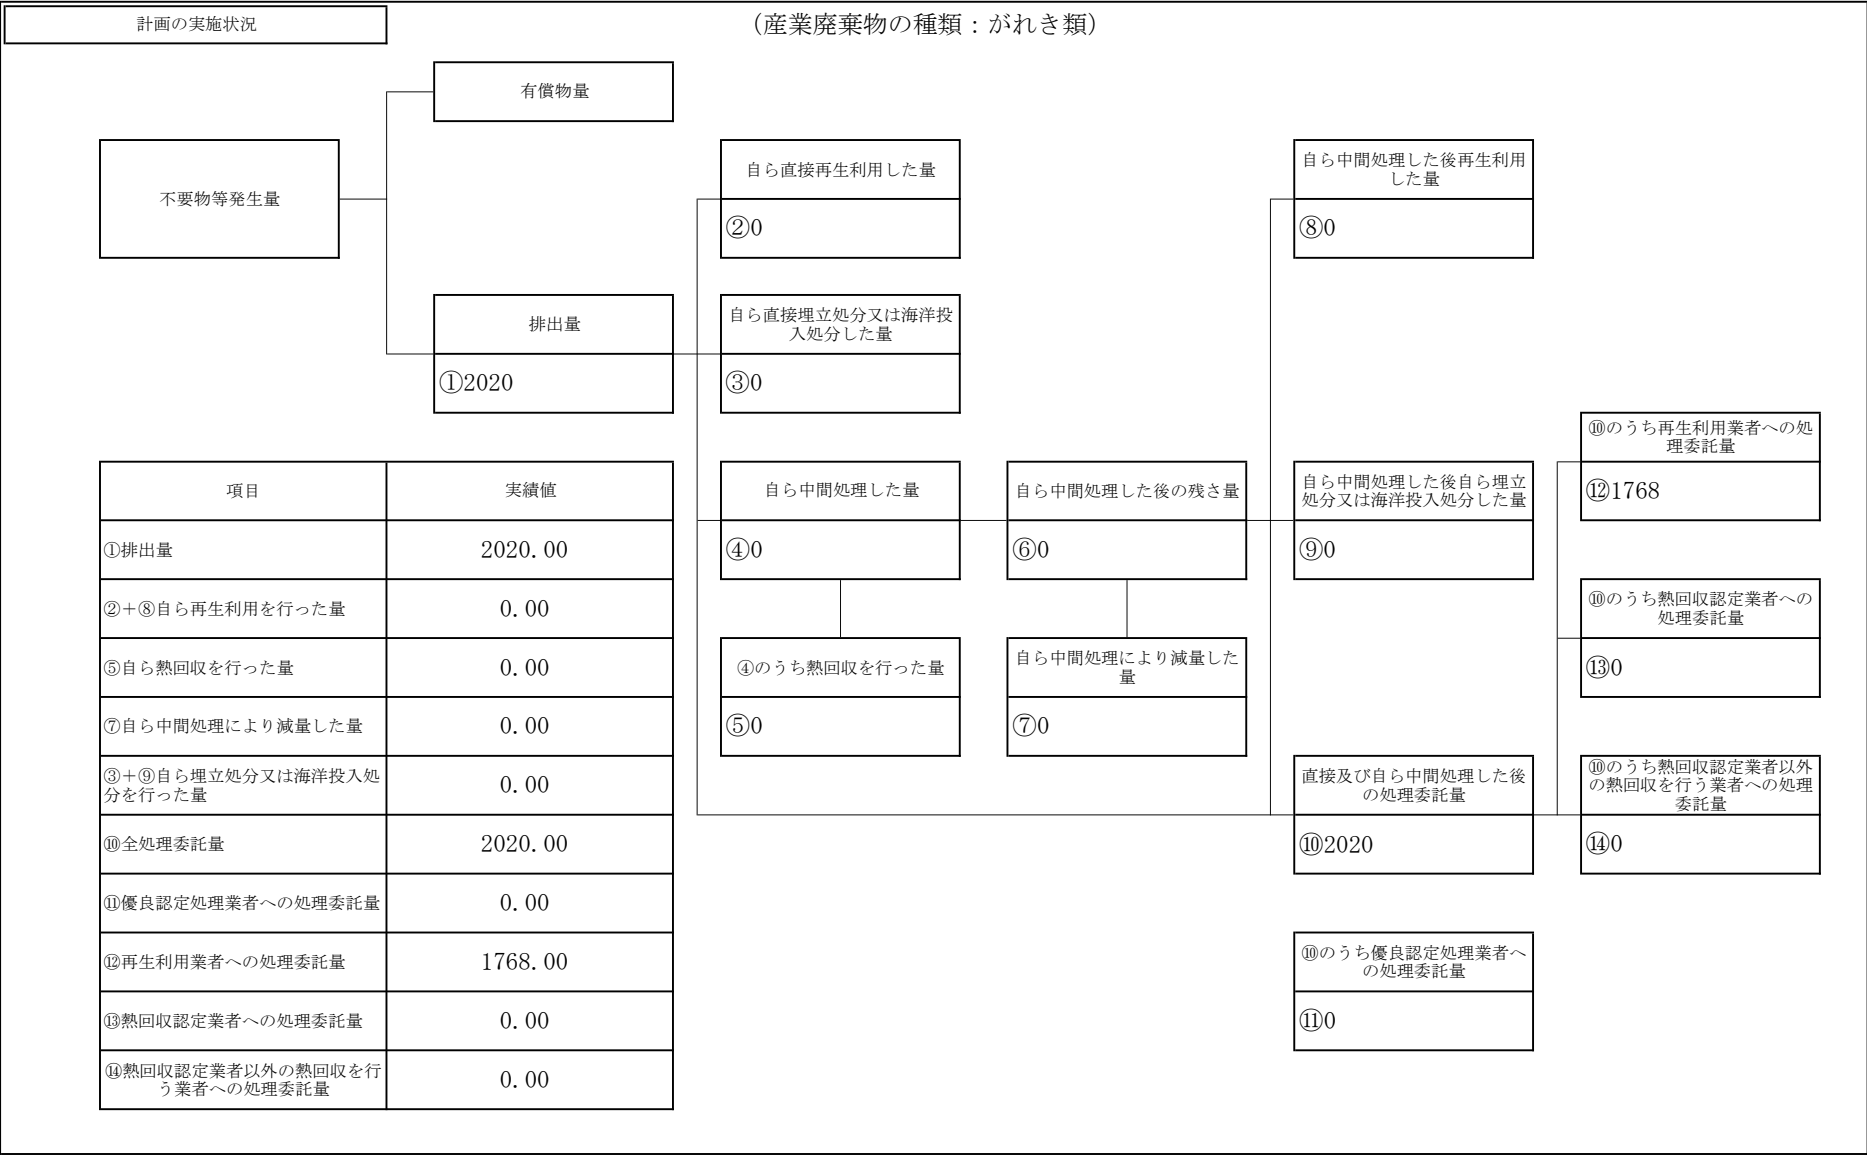 計画の実施状況
（産業廃棄物の種類：がれき類）
有償物量
不要物等発生量
排出量
①2020
自ら直接再生利用した量
②0
自ら直接埋立処分又は海洋投
入処分した量
③0
自ら中間処理した量
④0
④のうち熱回収を行った量
⑤0
自ら中間処理した後の残さ量
⑥0
自ら中間処理により減量した
量
⑦0
自ら中間処理した後再生利用
した量
⑧0
自ら中間処理した後自ら埋立
処分又は海洋投入処分した量
⑨0
直接及び自ら中間処理した後
の処理委託量
⑩2020
⑩のうち優良認定処理業者へ
の処理委託量
⑪0
⑩のうち再生利用業者への処
理委託量
⑫1768
⑩のうち熱回収認定業者への
処理委託量
⑬0
⑩のうち熱回収認定業者以外
の熱回収を行う業者への処理
委託量
⑭0
項目 実績値
①排出量 2020.00
②＋⑧自ら再生利用を行った量 0.00
⑤自ら熱回収を行った量 0.00
⑦自ら中間処理により減量した量 0.00
③＋⑨自ら埋立処分又は海洋投入処
分を行った量 0.00
⑩全処理委託量 2020.00
⑪優良認定処理業者への処理委託量 0.00
⑫再生利用業者への処理委託量 1768.00
⑬熱回収認定業者への処理委託量 0.00
⑭熱回収認定業者以外の熱回収を行
う業者への処理委託量 0.00